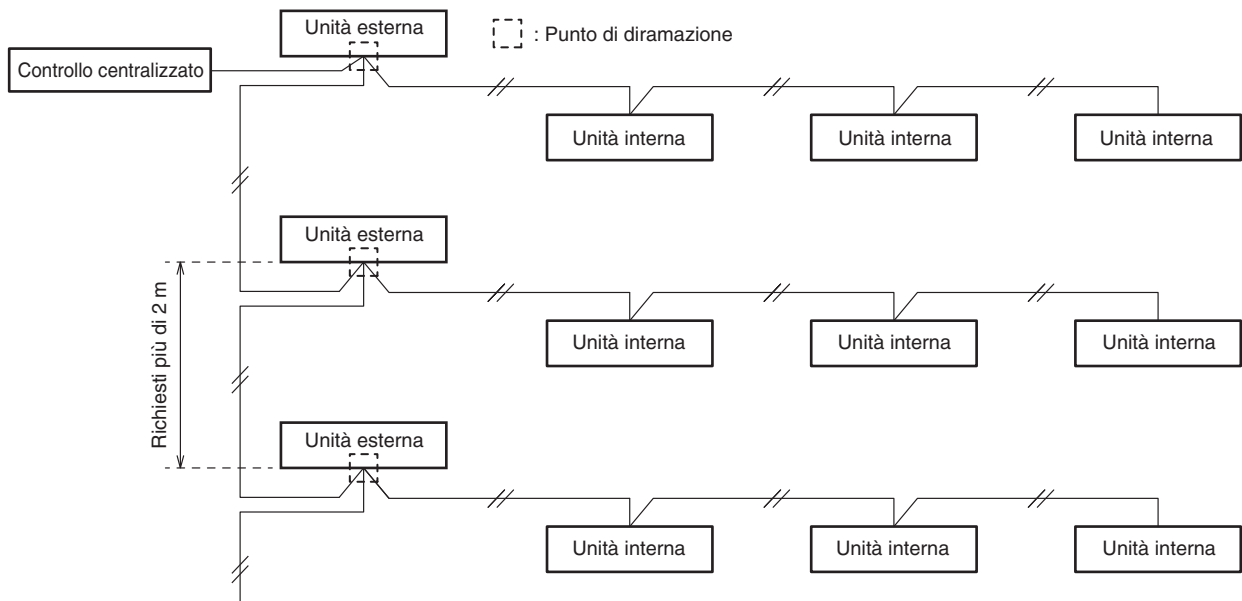 Unità esterna
: Punto di diramazione
Controllo centralizzato
Unità interna
Unità interna
Unità interna
Unità esterna
Richiesti più di 2 m
Unità interna
Unità interna
Unità interna
Unità esterna
Unità interna
Unità interna
Unità interna